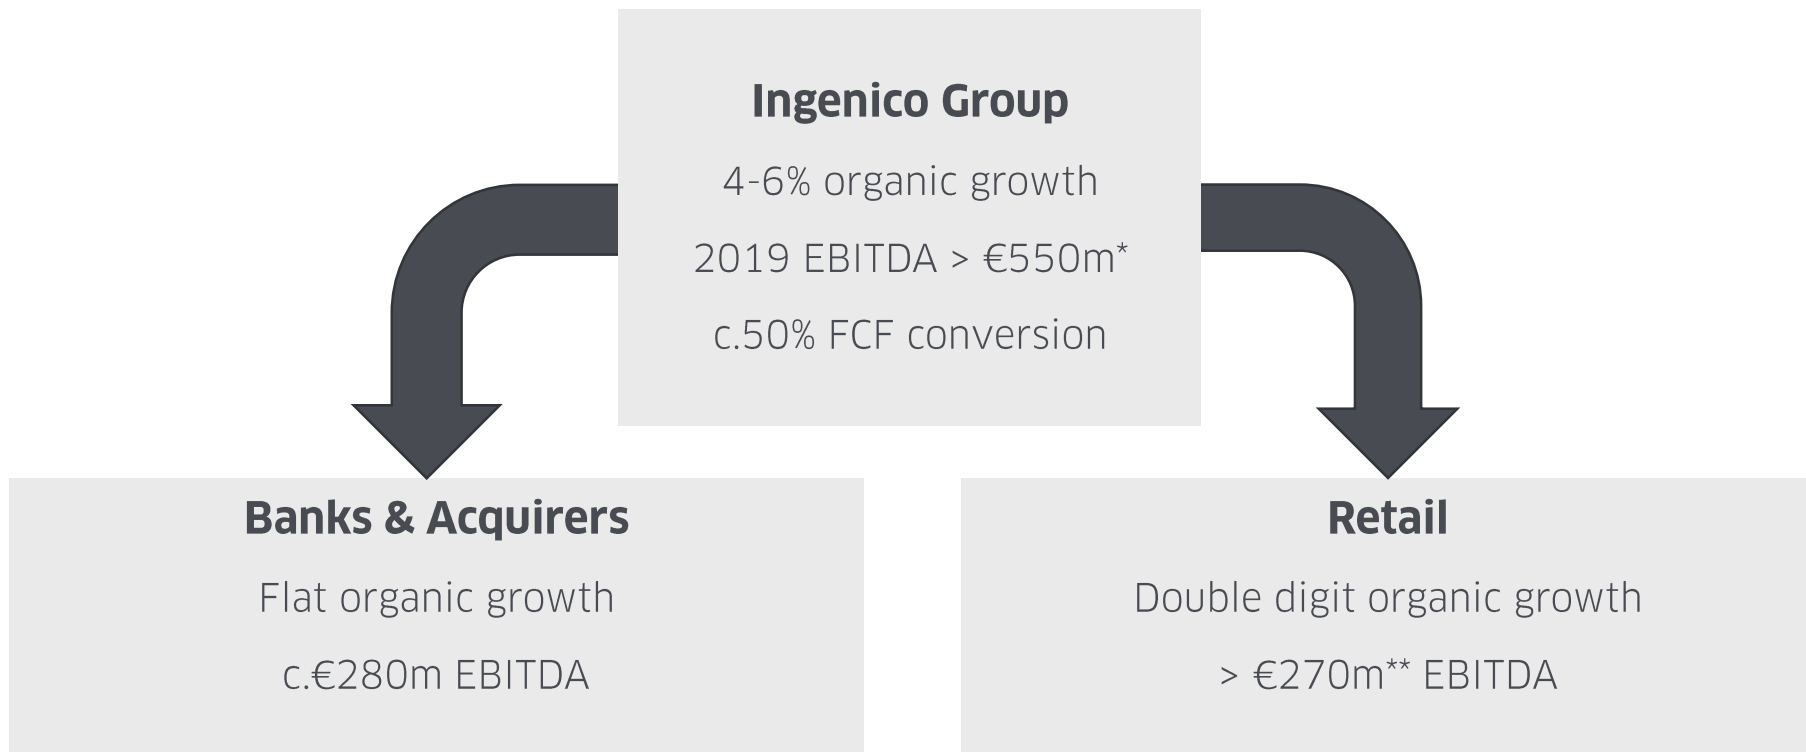 Ingenico Group
4-6% organic growth
2019 EBITDA > €550m*
c.50% FCF conversion
Banks & Acquirers
Flat organic growth
c.€280m EBITDA
Retail
Double digit organic growth
> €270m** EBITDA